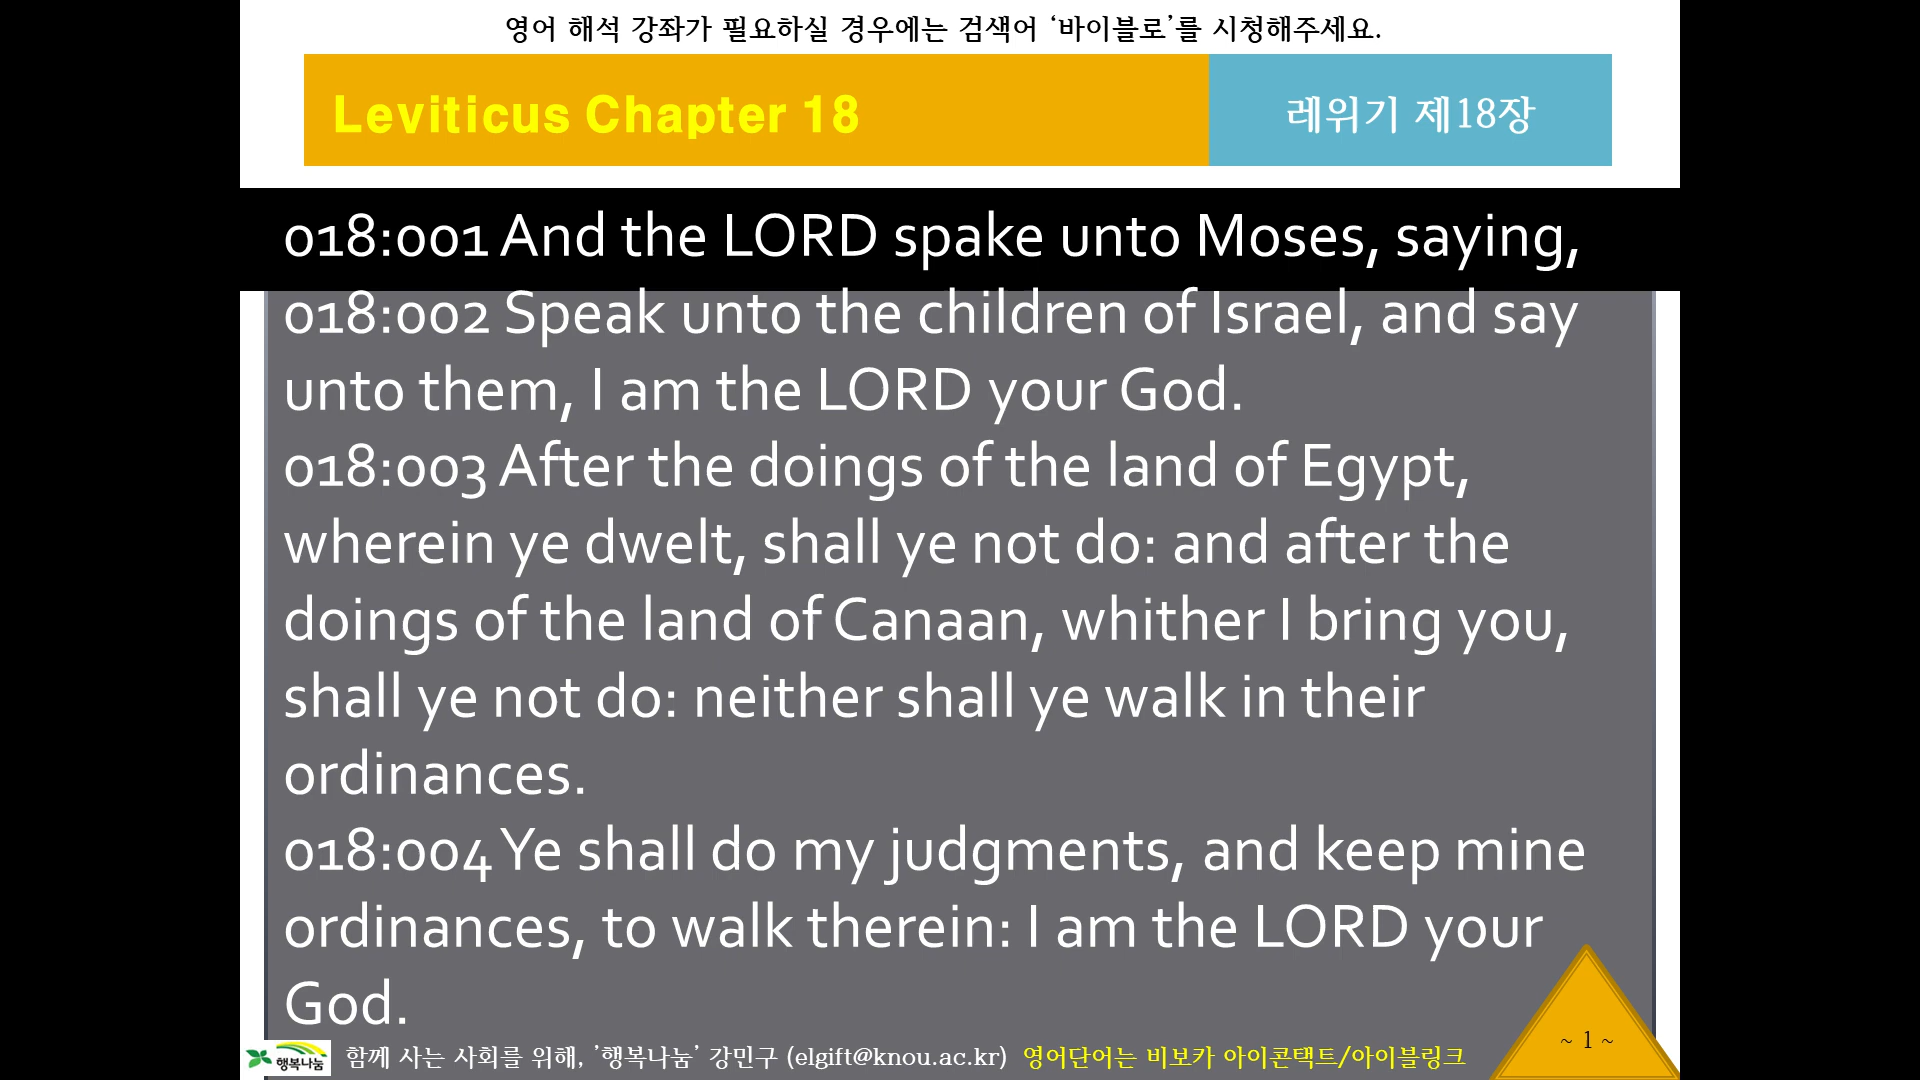 영어 해석 강좌가 필요하실 경우에는 검색어 ‘바이블로’를 시청해주세요.
Leviticus Chapter 18
레위기 제18장
018:001 And the LORD spake unto Moses, saying,
018:002 Speak unto the children of Israel, and say
unto them, I am the LORD your God.
018:003 After the doings of the land of Egypt,
wherein ye dwelt, shall ye not do: and after the
doings of the land of Canaan, whither I bring you,
shall ye not do: neither shall ye walk in their
ordinances.
018:004 Ye shall do my judgments, and keep mine
ordinances, to walk therein: I am the LORD your
God.
~ 1 ~
행복나눔
함께 사는 사회를 위해, ’행복나눔’ 강민구 (elgift@knou.ac.kr) 영어단어는 비보카 아이콘택트/아이블링크